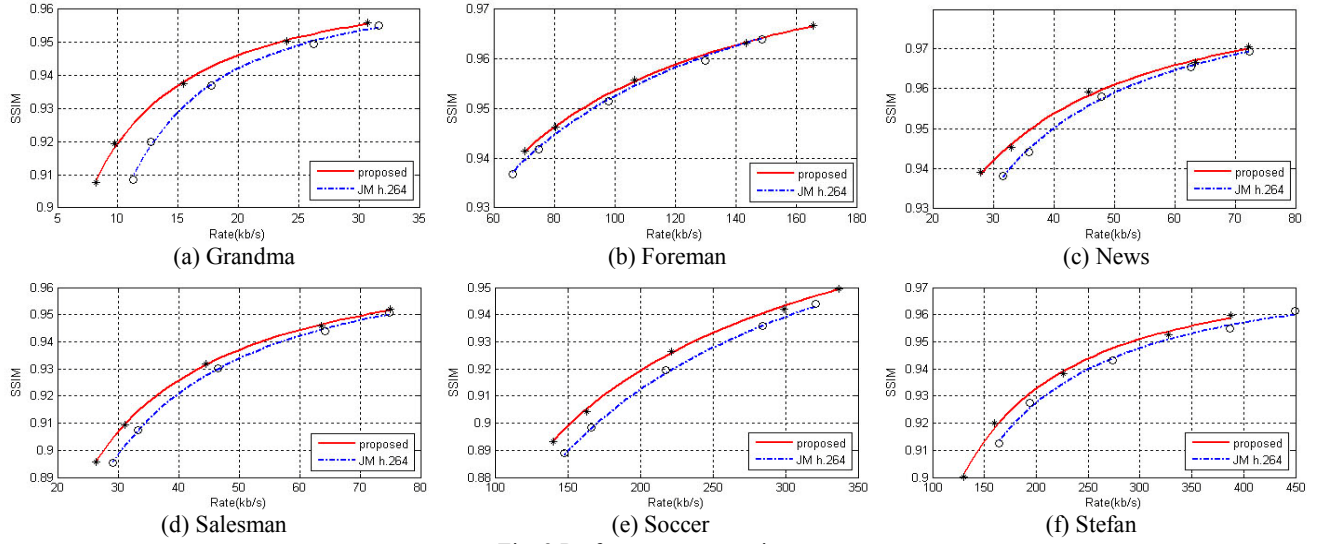 0.96
0.95
0.94
0.93
0.92
0.91
0.9
SSIM
5 10 15 20 25 30 35
Rate(kb/s)
proposed
JM h.264
(a) Grandma
0.97
0.96
0.95
0.94
0.93
SSIM
60 80 100 120 140 160 180
Rate(kb/s)
proposed
JM h.264
(b) Foreman
0.97
0.96
0.95
0.94
0.93
SSIM
20 30 40 50 60 70 80
Rate(kb/s)
proposed
JM h.264
(c) News
0.96
0.95
0.94
0.93
0.92
0.91
0.9
0.89
SSIM
20 30 40 50 60 70 80
Rate(kb/s)
proposed
JM h.264
(d) Salesman
0.95
0.94
0.93
0.92
0.91
0.9
0.89
0.88
SSIM
100 150 200 250 300 350
Rate(kb/s)
proposed
JM h.264
(e) Soccer
0.97
0.96
0.95
0.94
0.93
0.92
0.91
0.9
SSIM
100 150 200 250 300 350 400 450
Rate(kb/s)
proposed
JM h.264
(f) Stefan